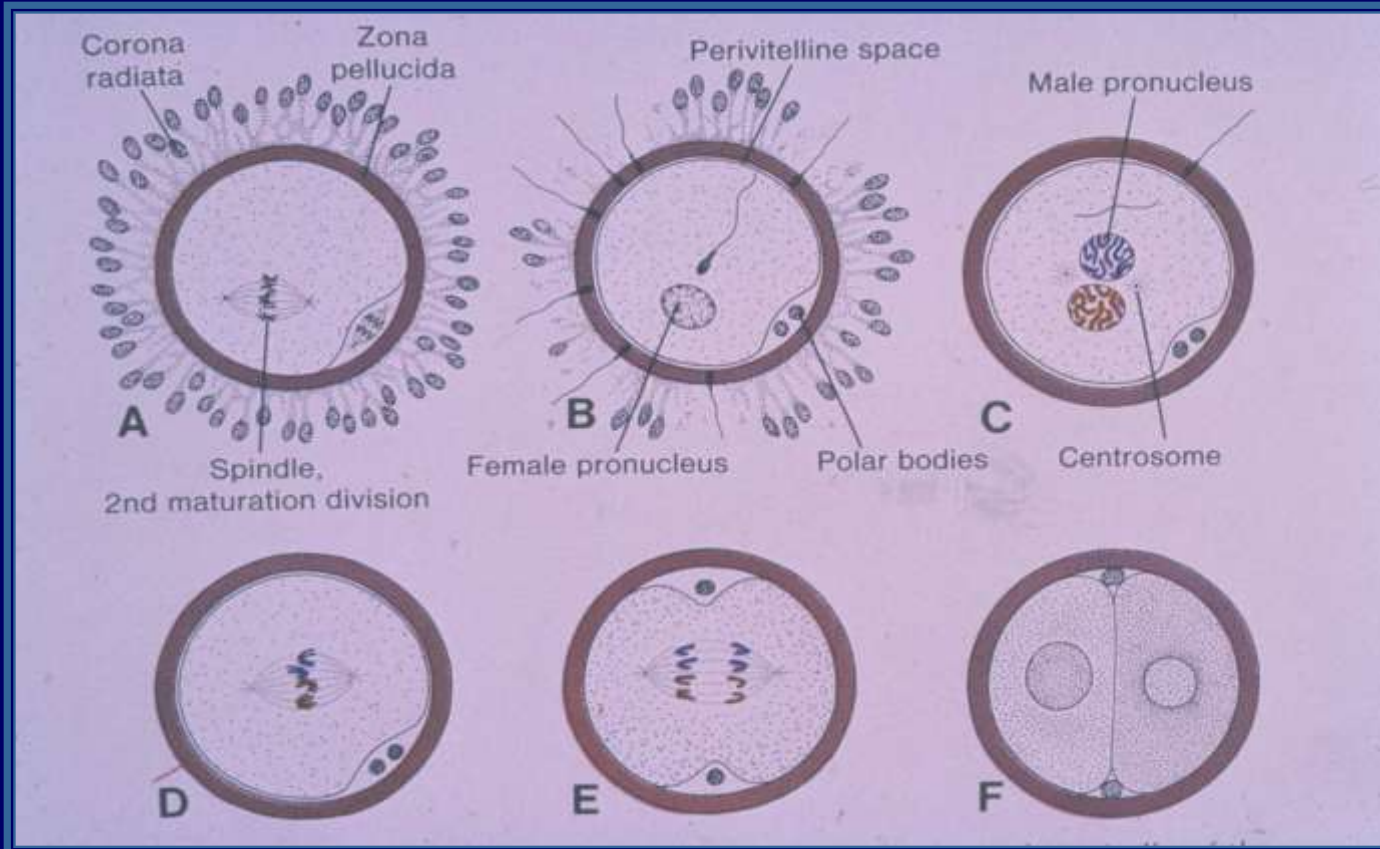 Corona
radiata
Zona
pellucida
Perivitelline space
Male pronucleus
A
B
C
Spindle,
2nd maturation division
Female pronucleus
Polar bodies
Centrosome
D
E
F